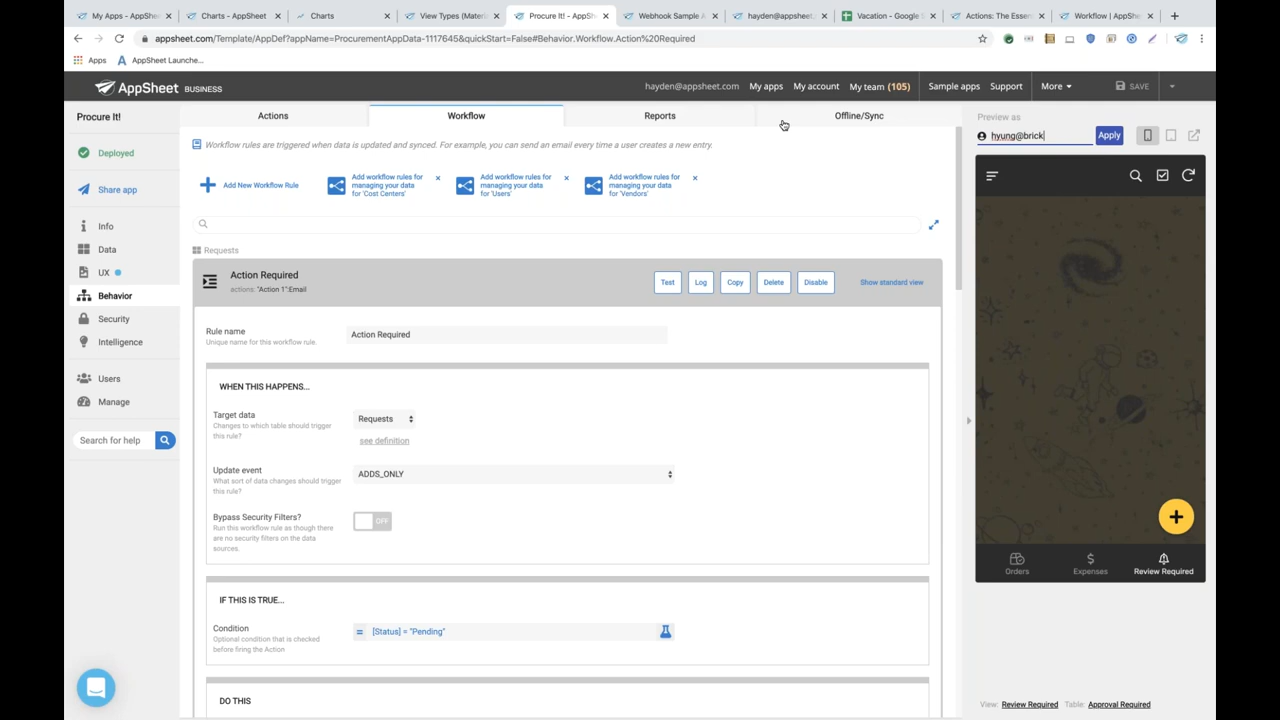 My Apps - AppShe
Charts - AppSheet
Charts
View Types (Mater
Procure It! - AppSh
Webhook Sample A
hayden@appsheet.
Vacation - Google S
Actions: The Essen
Workflow | AppShe
appsheet.com/Template/AppDef?appName=ProcurementAppData-1117645&quickStart=False#Behavior.Workflow.Action%20Required
Apps
AppSheet Launche...
AppSheet BUSINESS
hayden@appsheet.com
My apps
My account
My team (105)
Sample apps
Support
More
SAVE
Procure It!
Actions
Workflow
Reports
Offline/Sync
Preview as
hyung@brick
Apply
Deployed
Share app
Info
Data
UX
Behavior
Security
Intelligence
Users
Manage
Search for help
Workflow rules are triggered when data is updated and synced. For example, you can send an email every time a user creates a new entry.
Add New Workflow Rule
Add workflow rules for
managing your data
for 'Cost Centers'
Add workflow rules for
managing your data
for 'Users'
Add workflow rules for
managing your data
for 'Vendors'
Requests
Action Required
actions: "Action 1":Email
Test
Log
Copy
Delete
Disable
Show standard view
Rule name
Unique name for this workflow rule.
Action Required
WHEN THIS HAPPENS...
Target data
Changes to which table should trigger
this rule?
Requests
see definition
Update event
What sort of data changes should trigger
this rule?
ADDS_ONLY
Bypass Security Filters?
Run this workflow rule as though there
are no security filters on the data
sources.
OFF
IF THIS IS TRUE...
Condition
Optional condition that is checked
before firing the Action
= [Status] = "Pending"
DO THIS
+
Orders
$
Expenses
Review Required
View: Review Required Table: Approval Required